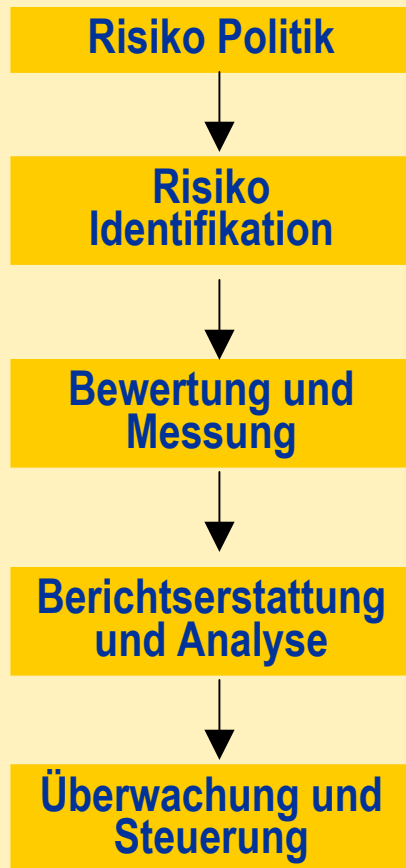 Risiko Politik
Risiko
Identifikation
Bewertung und
Messung
Berichtserstattung
und Analyse
Überwachung und
Steuerung